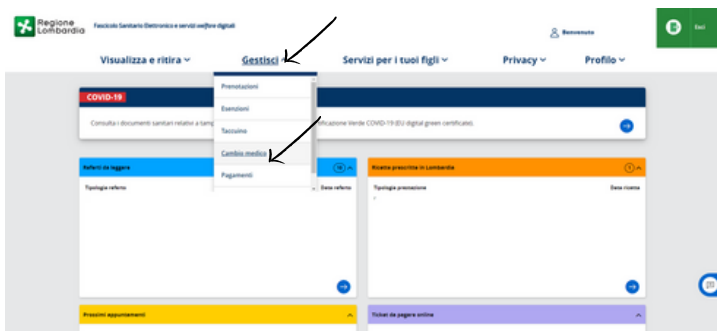 Regione
Lombardia
Fascicolo Sanitario Elettronico e servizi welfare digitali
Benvenuto
Esci
Visualizza e ritira
Gestisci
Servizi per i tuoi figli
Privacy
Profilo
Prenotazioni
Esenzioni
Taccuino
Cambio medico
Pagamenti
COVID-19
Consulta i documenti sanitari relativi a tamp
ificazione Verde COVID-19 (EU digital green certificate).
Referti da leggere
Tipologia referto
Data referto
Ricette prescritte in Lombardia
1
Tipologia prestazione
Data ricetta
Prossimi appuntamenti
Ticket da pagare online